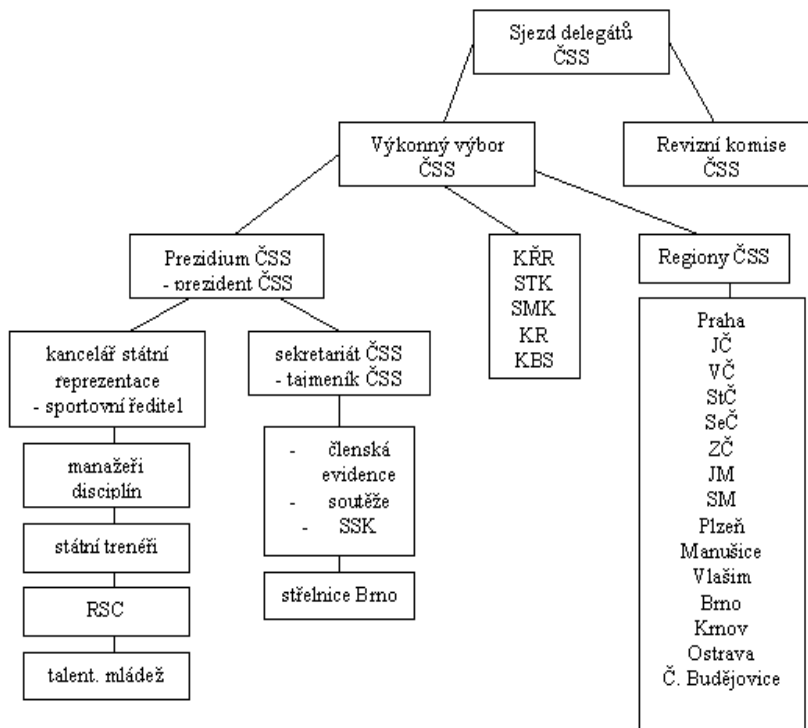 Sjezd delegátů
ČSS
Výkonný výbor
ČSS
Revizní komise
ČSS
Prezidium ČSS
- prezident ČSS
KŘR
STK
SMK
KR
KBS
Regiony ČSS
kancelář státní
reprezentace
- sportovní ředitel
sekretariát ČSS
- tajmeník ČSS
manažeři
disciplín
státní trenéři
RSC
talent. mládež
- členská
evidence
- soutěže
- SSK
střelnice Brno
Praha
JČ
VČ
StČ
SeČ
ZČ
JM
SM
Plzeň
Manušice
Vlašim
Brno
Krnov
Ostrava
Č. Budějovice